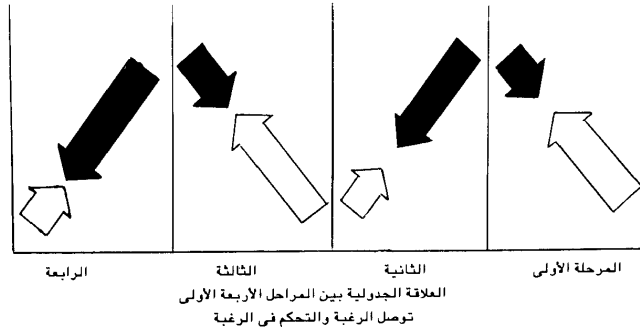 المرحلة الأولى
الثانية
الثالثة
الرابعة
العلاقة الجدولية بين المراحل الأربعة الأولى
توصل الرغبة والتحكم فى الرغبة